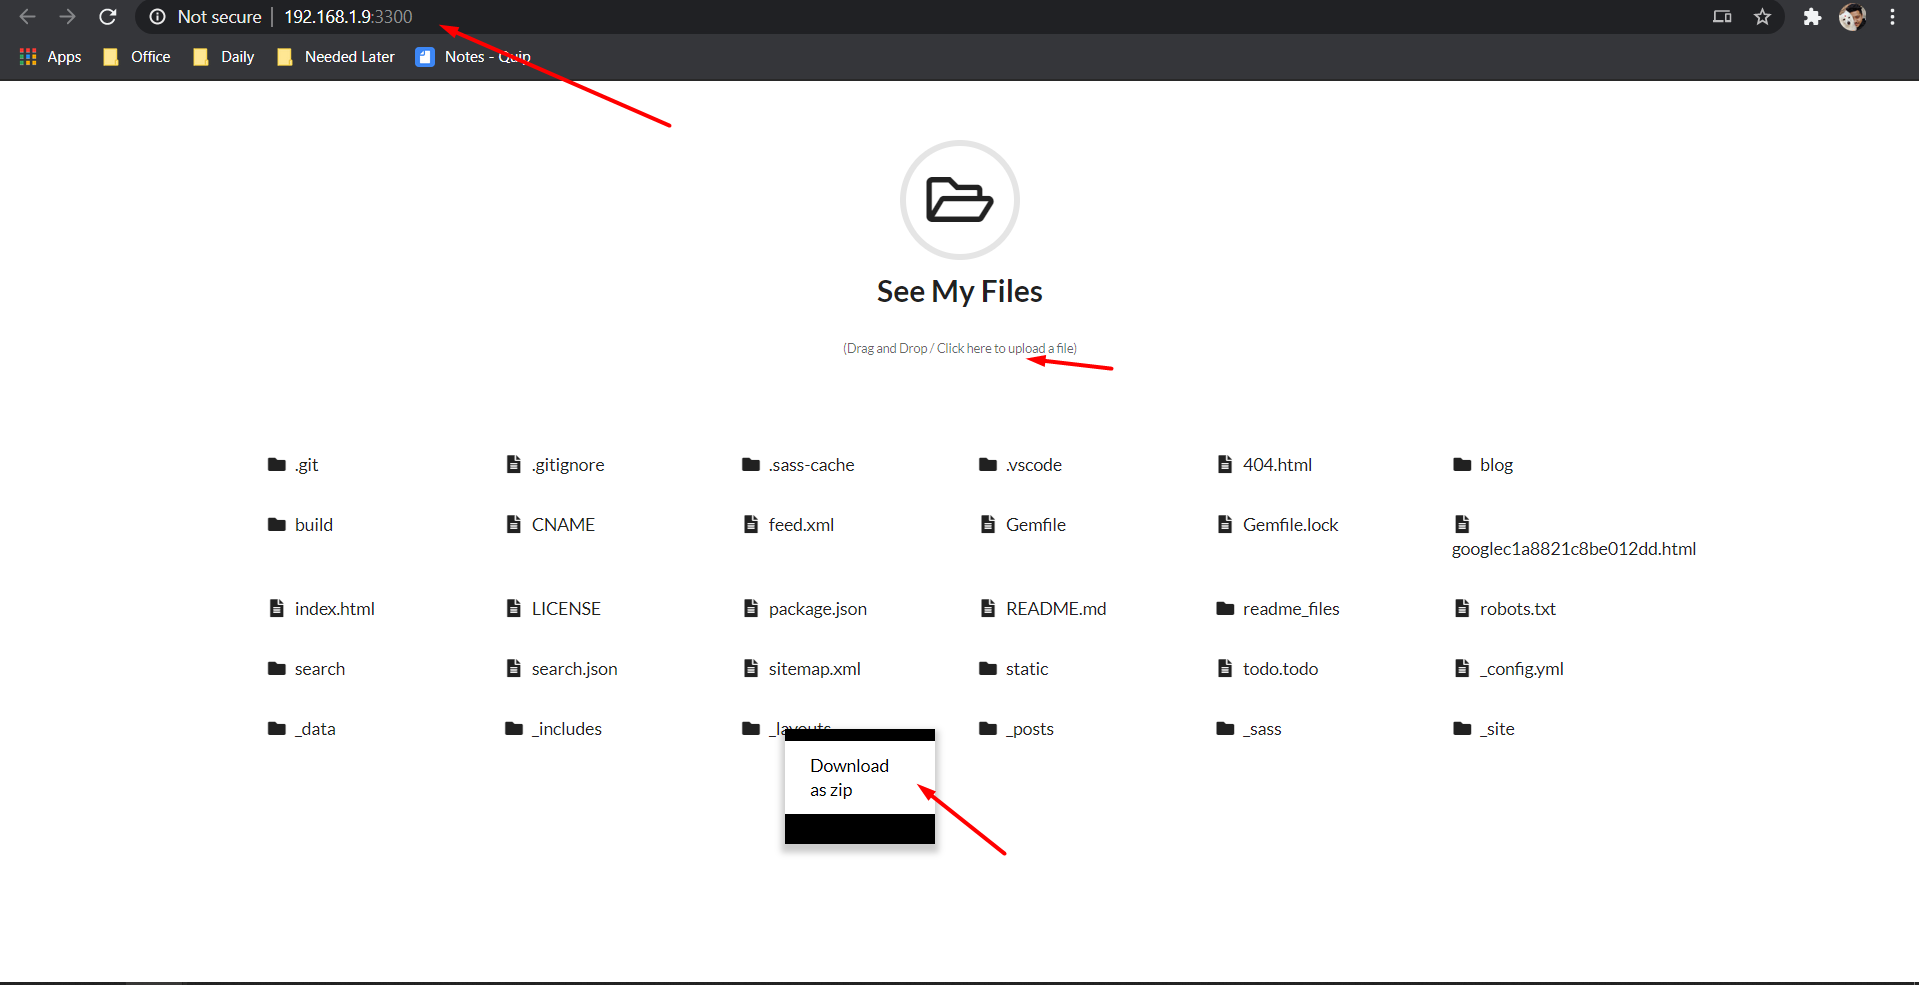 Not secure | 192.168.1.9:3300
Apps Office Daily Needed Later Notes - Quip
See My Files
(Drag and Drop / Click here to upload a file)
.git .gitignore .sass-cache .vscode 404.html blog
build CNAME feed.xml Gemfile Gemfile.lock
googlec1a8821c8be012dd.html
index.html LICENSE package.json README.md readme_files robots.txt
search search.json sitemap.xml static todo.todo _config.yml
_data _includes _layouts _posts _sass _site
Download
as zip